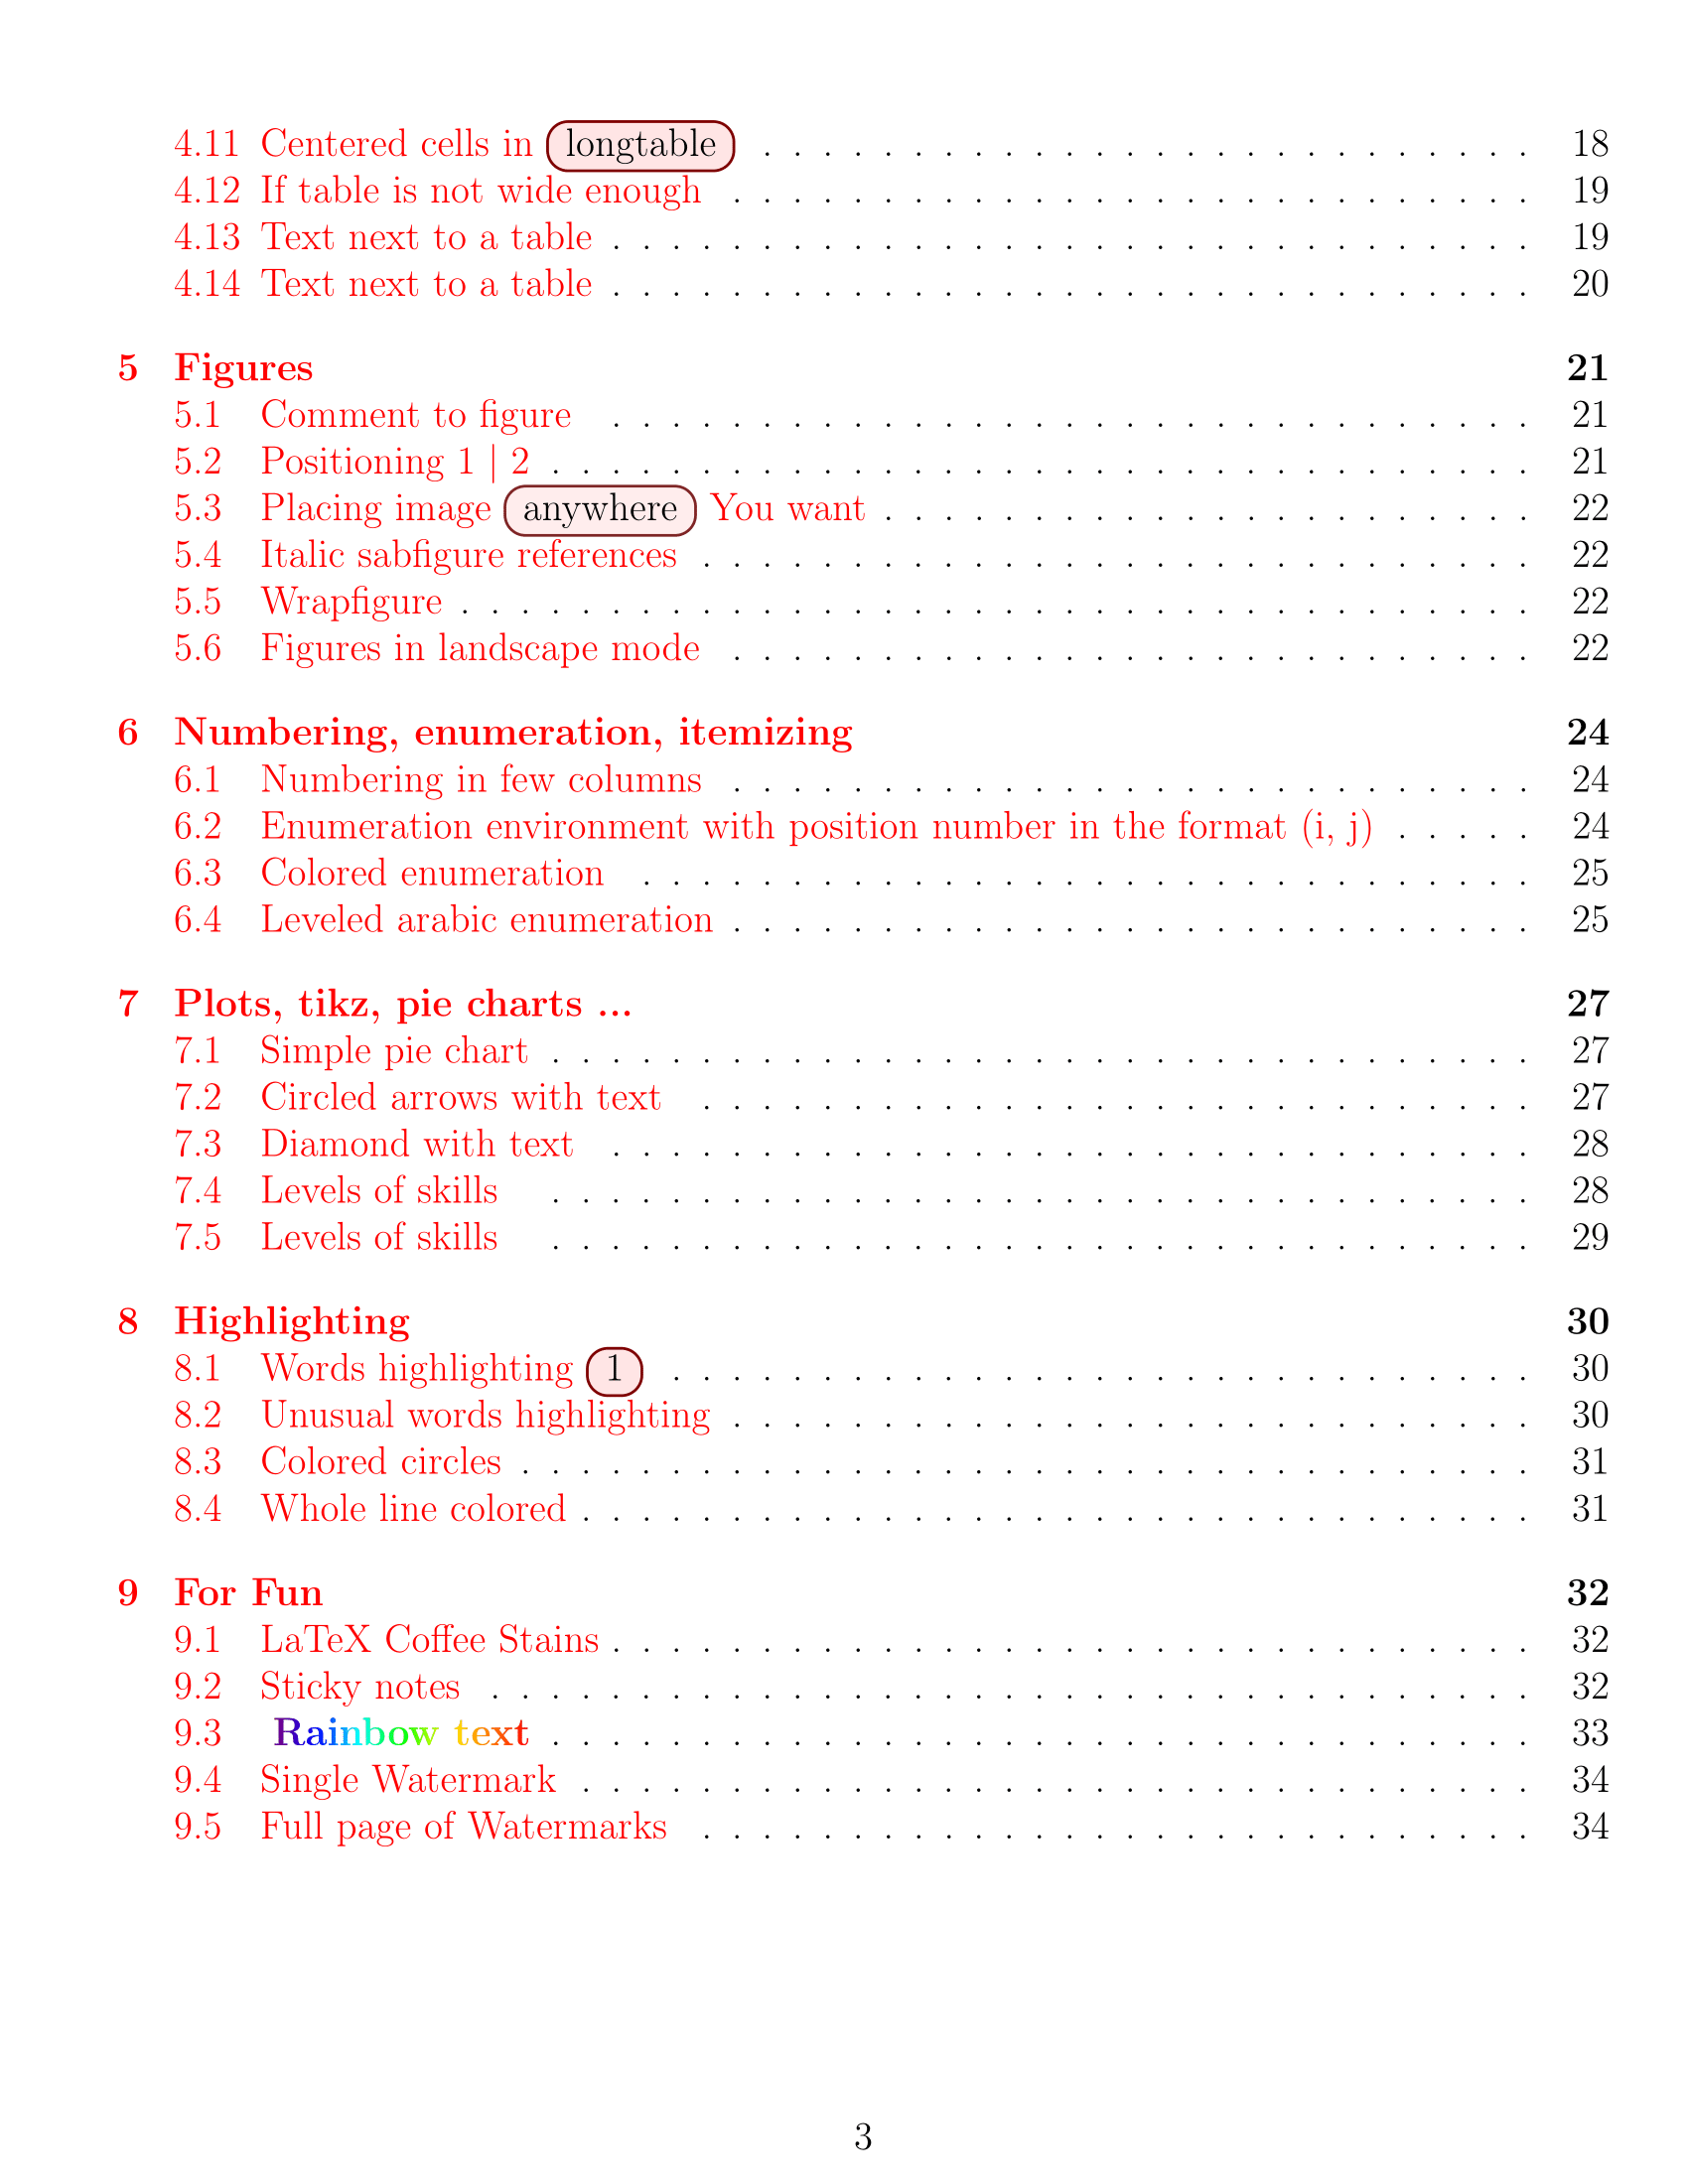 4.11 Centered cells in longtable . . . . . . . . . . . . . . . . . . . . . . . . . . 18
4.12 If table is not wide enough . . . . . . . . . . . . . . . . . . . . . . . . . . . 19
4.13 Text next to a table . . . . . . . . . . . . . . . . . . . . . . . . . . . . . . . 19
4.14 Text next to a table . . . . . . . . . . . . . . . . . . . . . . . . . . . . . . . 20
5 Figures 21
5.1 Comment to figure . . . . . . . . . . . . . . . . . . . . . . . . . . . . . . . 21
5.2 Positioning 1 | 2 . . . . . . . . . . . . . . . . . . . . . . . . . . . . . . . . . 21
5.3 Placing image anywhere You want . . . . . . . . . . . . . . . . . . . . . . 22
5.4 Italic sabfigure references . . . . . . . . . . . . . . . . . . . . . . . . . . . . 22
5.5 Wrapfigure . . . . . . . . . . . . . . . . . . . . . . . . . . . . . . . . . . . . 22
5.6 Figures in landscape mode . . . . . . . . . . . . . . . . . . . . . . . . . . . 22
6 Numbering, enumeration, itemizing 24
6.1 Numbering in few columns . . . . . . . . . . . . . . . . . . . . . . . . . . . 24
6.2 Enumeration environment with position number in the format (i, j) . . . . . 24
6.3 Colored enumeration . . . . . . . . . . . . . . . . . . . . . . . . . . . . . . 25
6.4 Leveled arabic enumeration . . . . . . . . . . . . . . . . . . . . . . . . . . . 25
7 Plots, tikz, pie charts ... 27
7.1 Simple pie chart . . . . . . . . . . . . . . . . . . . . . . . . . . . . . . . . . 27
7.2 Circled arrows with text . . . . . . . . . . . . . . . . . . . . . . . . . . . . 27
7.3 Diamond with text . . . . . . . . . . . . . . . . . . . . . . . . . . . . . . . 28
7.4 Levels of skills . . . . . . . . . . . . . . . . . . . . . . . . . . . . . . . . . 28
7.5 Levels of skills . . . . . . . . . . . . . . . . . . . . . . . . . . . . . . . . . 29
8 Highlighting 30
8.1 Words highlighting 1 . . . . . . . . . . . . . . . . . . . . . . . . . . . . . 30
8.2 Unusual words highlighting . . . . . . . . . . . . . . . . . . . . . . . . . . . 30
8.3 Colored circles . . . . . . . . . . . . . . . . . . . . . . . . . . . . . . . . . . 31
8.4 Whole line colored . . . . . . . . . . . . . . . . . . . . . . . . . . . . . . . . 31
9 For Fun 32
9.1 LaTeX Coffee Stains . . . . . . . . . . . . . . . . . . . . . . . . . . . . . . . 32
9.2 Sticky notes . . . . . . . . . . . . . . . . . . . . . . . . . . . . . . . . . . . 32
9.3 Rainbow text . . . . . . . . . . . . . . . . . . . . . . . . . . . . . . . . . 33
9.4 Single Watermark . . . . . . . . . . . . . . . . . . . . . . . . . . . . . . . . 34
9.5 Full page of Watermarks . . . . . . . . . . . . . . . . . . . . . . . . . . . . 34
3